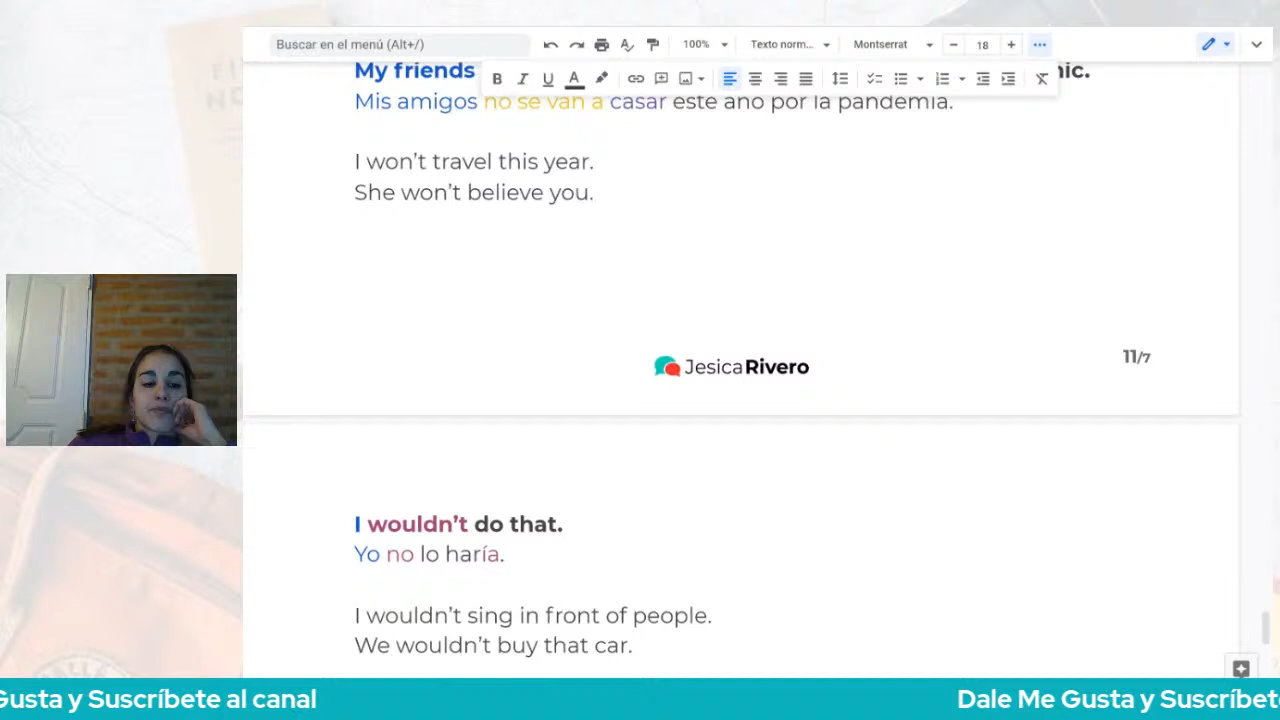 Buscar en el menú (Alt+/)
100%
Texto norm...
Montserrat
18
My friends
nic.
Mis amigos no se van a casar este año por la pandemia.
I won't travel this year.
She won't believe you.
JesicaRivero
11/7
I wouldn't do that.
Yo no lo haría.
I wouldn't sing in front of people.
We wouldn't buy that car.
Gusta y Suscríbete al canal
Dale Me Gusta y Suscríbet